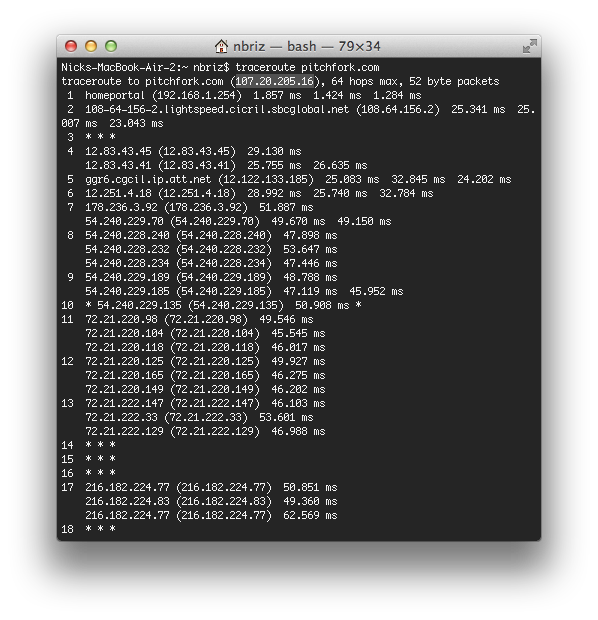 nbriz — bash — 79×34
Nicks-MacBook-Air-2:~ nbriz$ traceroute pitchfork.com
traceroute to pitchfork.com (107.20.205.16), 64 hops max, 52 byte packets
 1  homeportal (192.168.1.254)  1.857 ms  1.424 ms  1.284 ms
 2  108-64-156-2.lightspeed.cicril.sbcglobal.net (108.64.156.2)  25.341 ms  25.
007 ms  23.043 ms
 3  * * *
 4  12.83.43.45 (12.83.43.45)  29.130 ms
    12.83.43.41 (12.83.43.41)  25.755 ms  26.635 ms
 5  ggr6.cgcil.ip.att.net (12.122.133.185)  25.083 ms  32.845 ms  24.202 ms
 6  12.251.4.18 (12.251.4.18)  28.992 ms  25.740 ms  32.784 ms
 7  178.236.3.92 (178.236.3.92)  51.887 ms
    54.240.229.70 (54.240.229.70)  49.670 ms  49.150 ms
 8  54.240.228.240 (54.240.228.240)  47.898 ms
    54.240.228.232 (54.240.228.232)  53.647 ms
    54.240.228.234 (54.240.228.234)  47.446 ms
 9  54.240.229.189 (54.240.229.189)  48.788 ms
    54.240.229.185 (54.240.229.185)  47.119 ms  45.952 ms
10  * 54.240.229.135 (54.240.229.135)  50.908 ms *
11  72.21.220.98 (72.21.220.98)  49.546 ms
    72.21.220.104 (72.21.220.104)  45.545 ms
    72.21.220.118 (72.21.220.118)  46.017 ms
12  72.21.220.125 (72.21.220.125)  49.927 ms
    72.21.220.165 (72.21.220.165)  46.275 ms
    72.21.220.149 (72.21.220.149)  46.202 ms
13  72.21.222.147 (72.21.222.147)  46.103 ms
    72.21.222.33 (72.21.222.33)  53.601 ms
    72.21.222.129 (72.21.222.129)  46.988 ms
14  * * *
15  * * *
16  * * *
17  216.182.224.77 (216.182.224.77)  50.851 ms
    216.182.224.83 (216.182.224.83)  49.360 ms
    216.182.224.77 (216.182.224.77)  62.569 ms
18  * * *